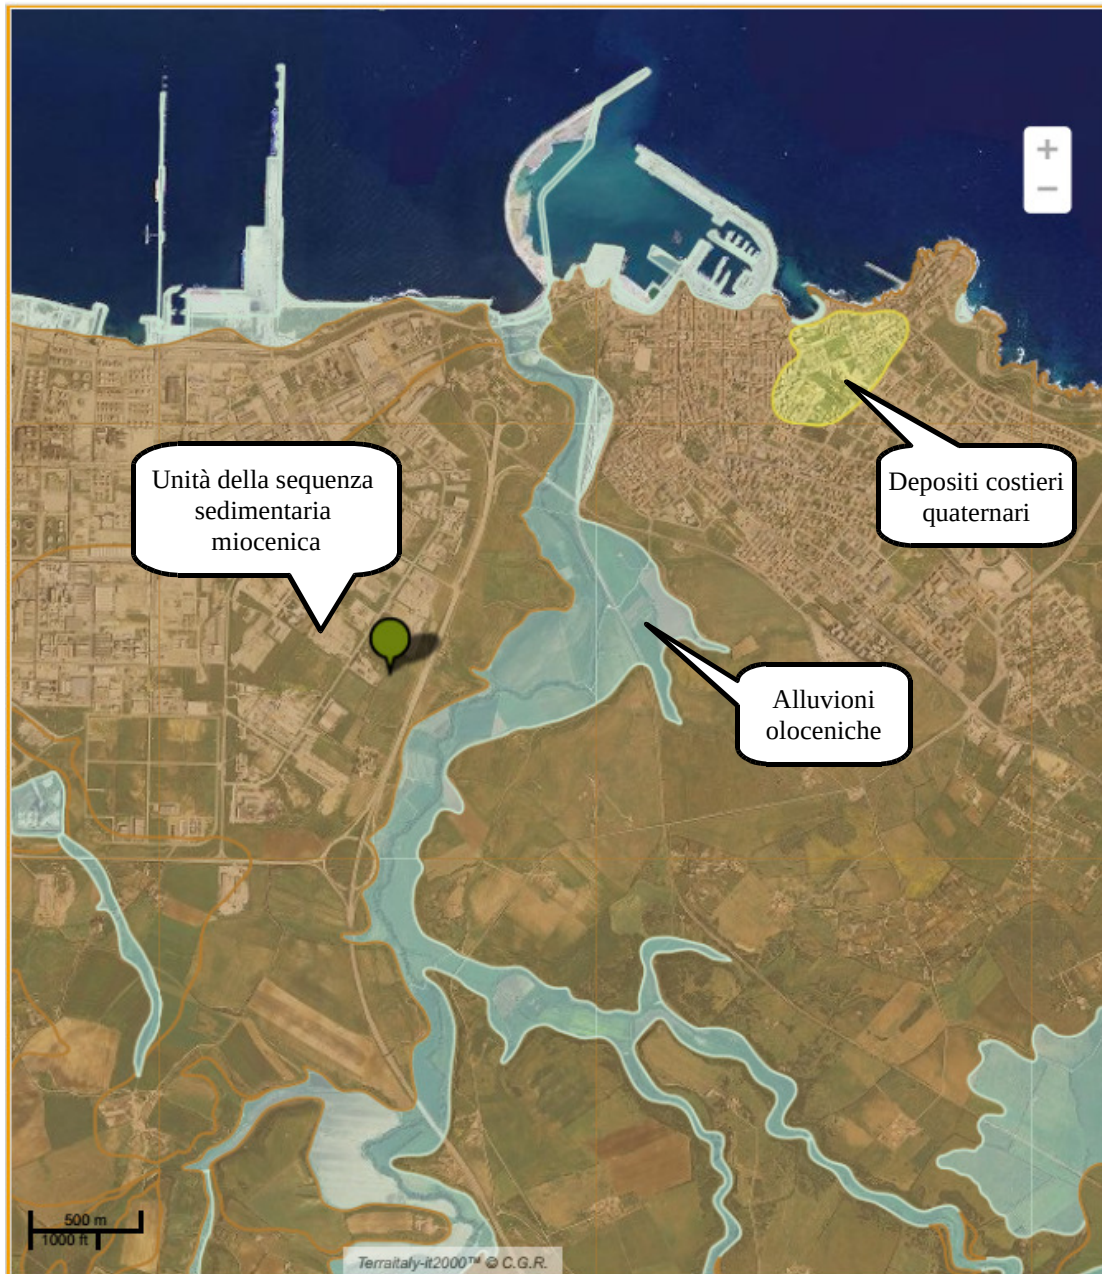 +
−
Unità della sequenza
sedimentaria
miocenica
Depositi costieri
quaternari
Alluvioni
oloceniche
500 m
1000 ft
Terraitaly-it2000™ © C.G.R.